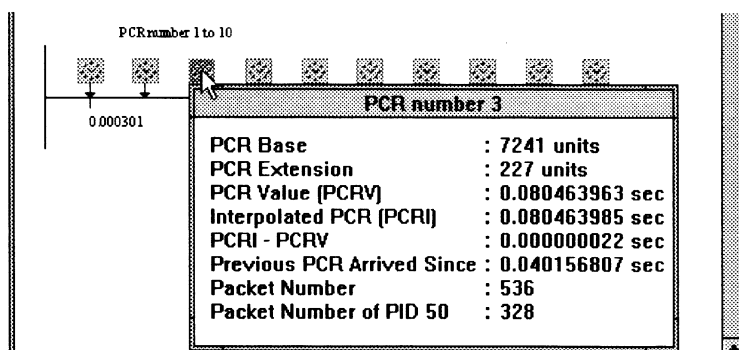 PCR number 1 to 10
0.000301
PCR number 3
PCR Base : 7241 units
PCR Extension : 227 units
PCR Value (PCRV) : 0.080463963 sec
Interpolated PCR (PCRI) : 0.080463985 sec
PCRI - PCRV : 0.000000022 sec
Previous PCR Arrived Since : 0.040156807 sec
Packet Number : 536
Packet Number of PID 50 : 328